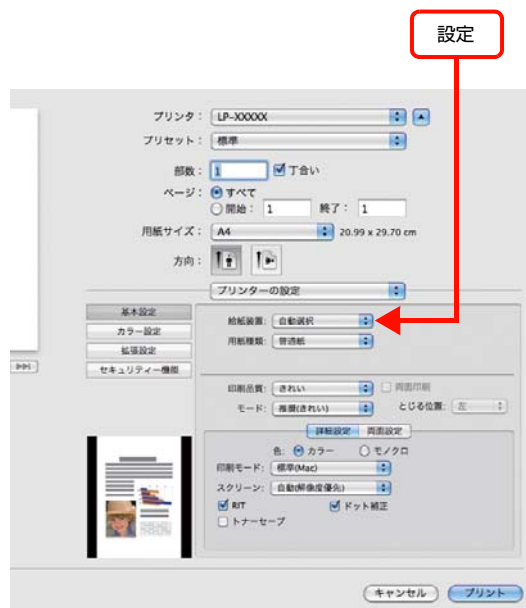 設定
プリンタ： LP-XXXXX
プリセット： 標準
部数： 1 丁合い
ページ： すべて
開始： 1 終了： 1
用紙サイズ： A4 20.99 x 29.70 cm
方向：
プリンターの設定
基本設定
カラー設定
拡張設定
セキュリティー機能
給紙装置： 自動選択
用紙種類： 普通紙
印刷品質： きれい 両面印刷
モード： 推奨(きれい) とじる位置： 左
詳細設定 両面設定
色： カラー モノクロ
印刷モード： 標準(Mac)
スクリーン： 自動(解像度優先)
RIT ドット補正
トナーセーブ
キャンセル プリント